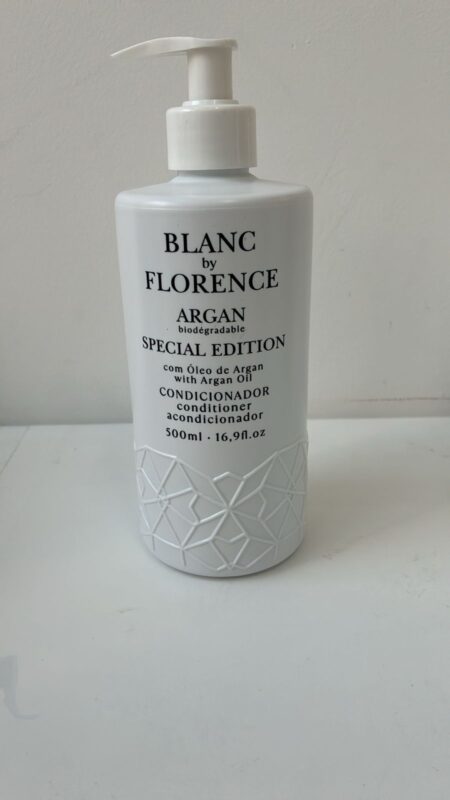 BLANC
by
FLORENCE
ARGAN
biodégradable
SPECIAL EDITION
com Óleo de Argan
with Argan Oil
CONDICIONADOR
conditioner
acondicionador
500ml · 16,9fl.oz